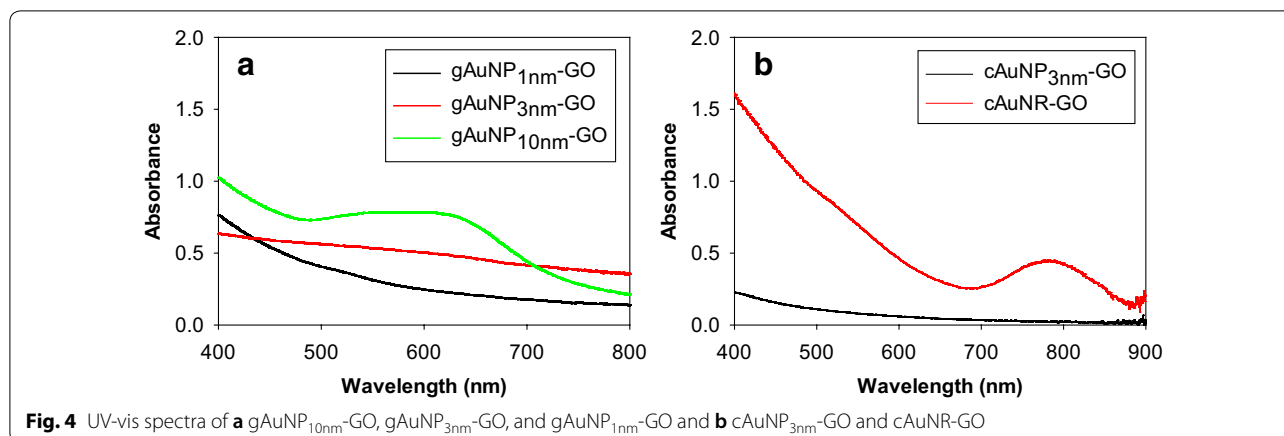 a
gAuNP1nm-GO
gAuNP3nm-GO
gAuNP10nm-GO
2.0
1.5
1.0
0.5
0.0
Absorbance
400 500 600 700 800
Wavelength (nm)
b
cAuNP3nm-GO
cAuNR-GO
2.0
1.5
1.0
0.5
0.0
Absorbance
400 500 600 700 800 900
Wavelength (nm)
Fig. 4 UV-vis spectra of a gAuNP10nm-GO, gAuNP3nm-GO, and gAuNP1nm-GO and b cAuNP3nm-GO and cAuNR-GO